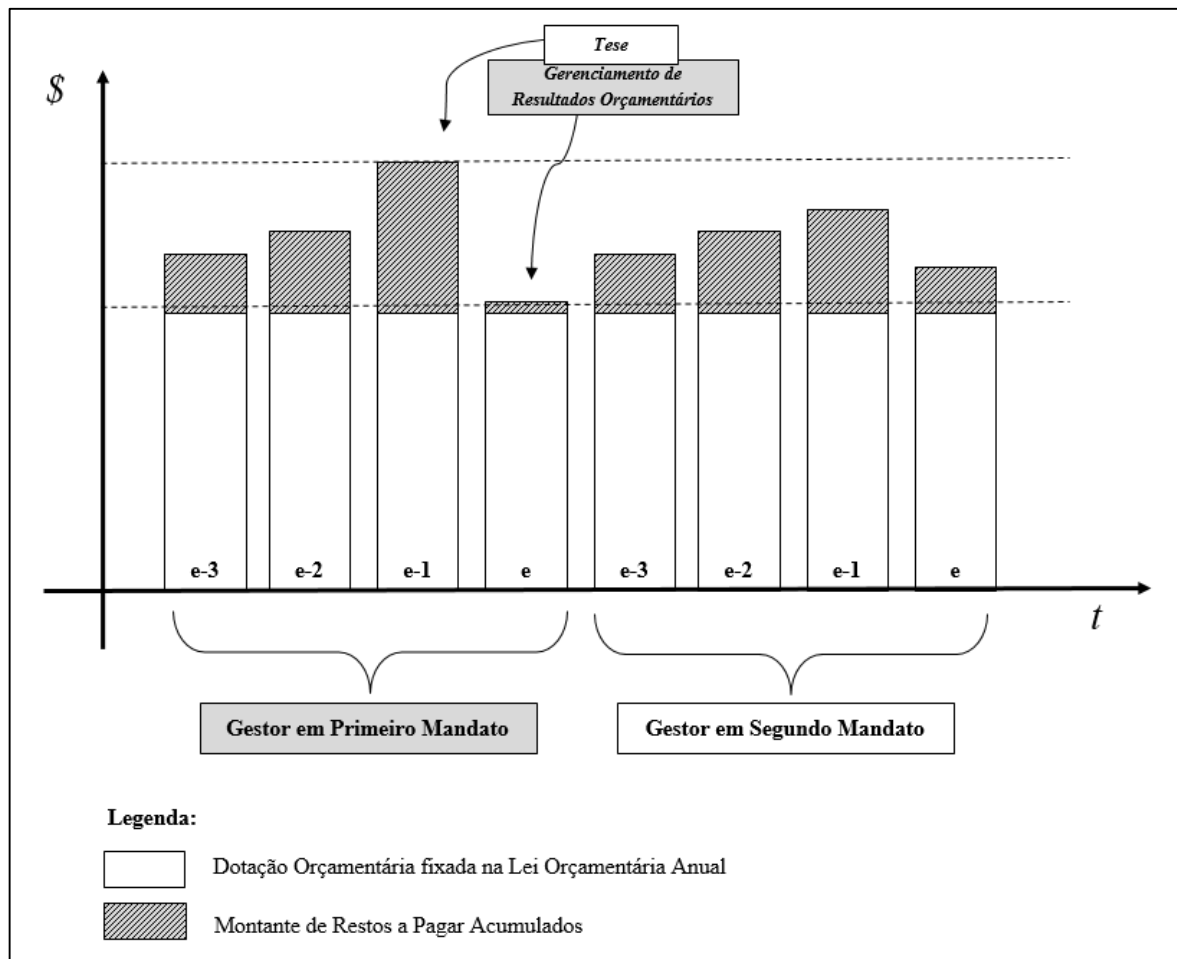 Tese
Gerenciamento de
Resultados Orçamentários
$
e-3 e-2 e-1 e e-3 e-2 e-1 e
t
Gestor em Primeiro Mandato
Gestor em Segundo Mandato
Legenda:
Dotação Orçamentária fixada na Lei Orçamentária Anual
Montante de Restos a Pagar Acumulados